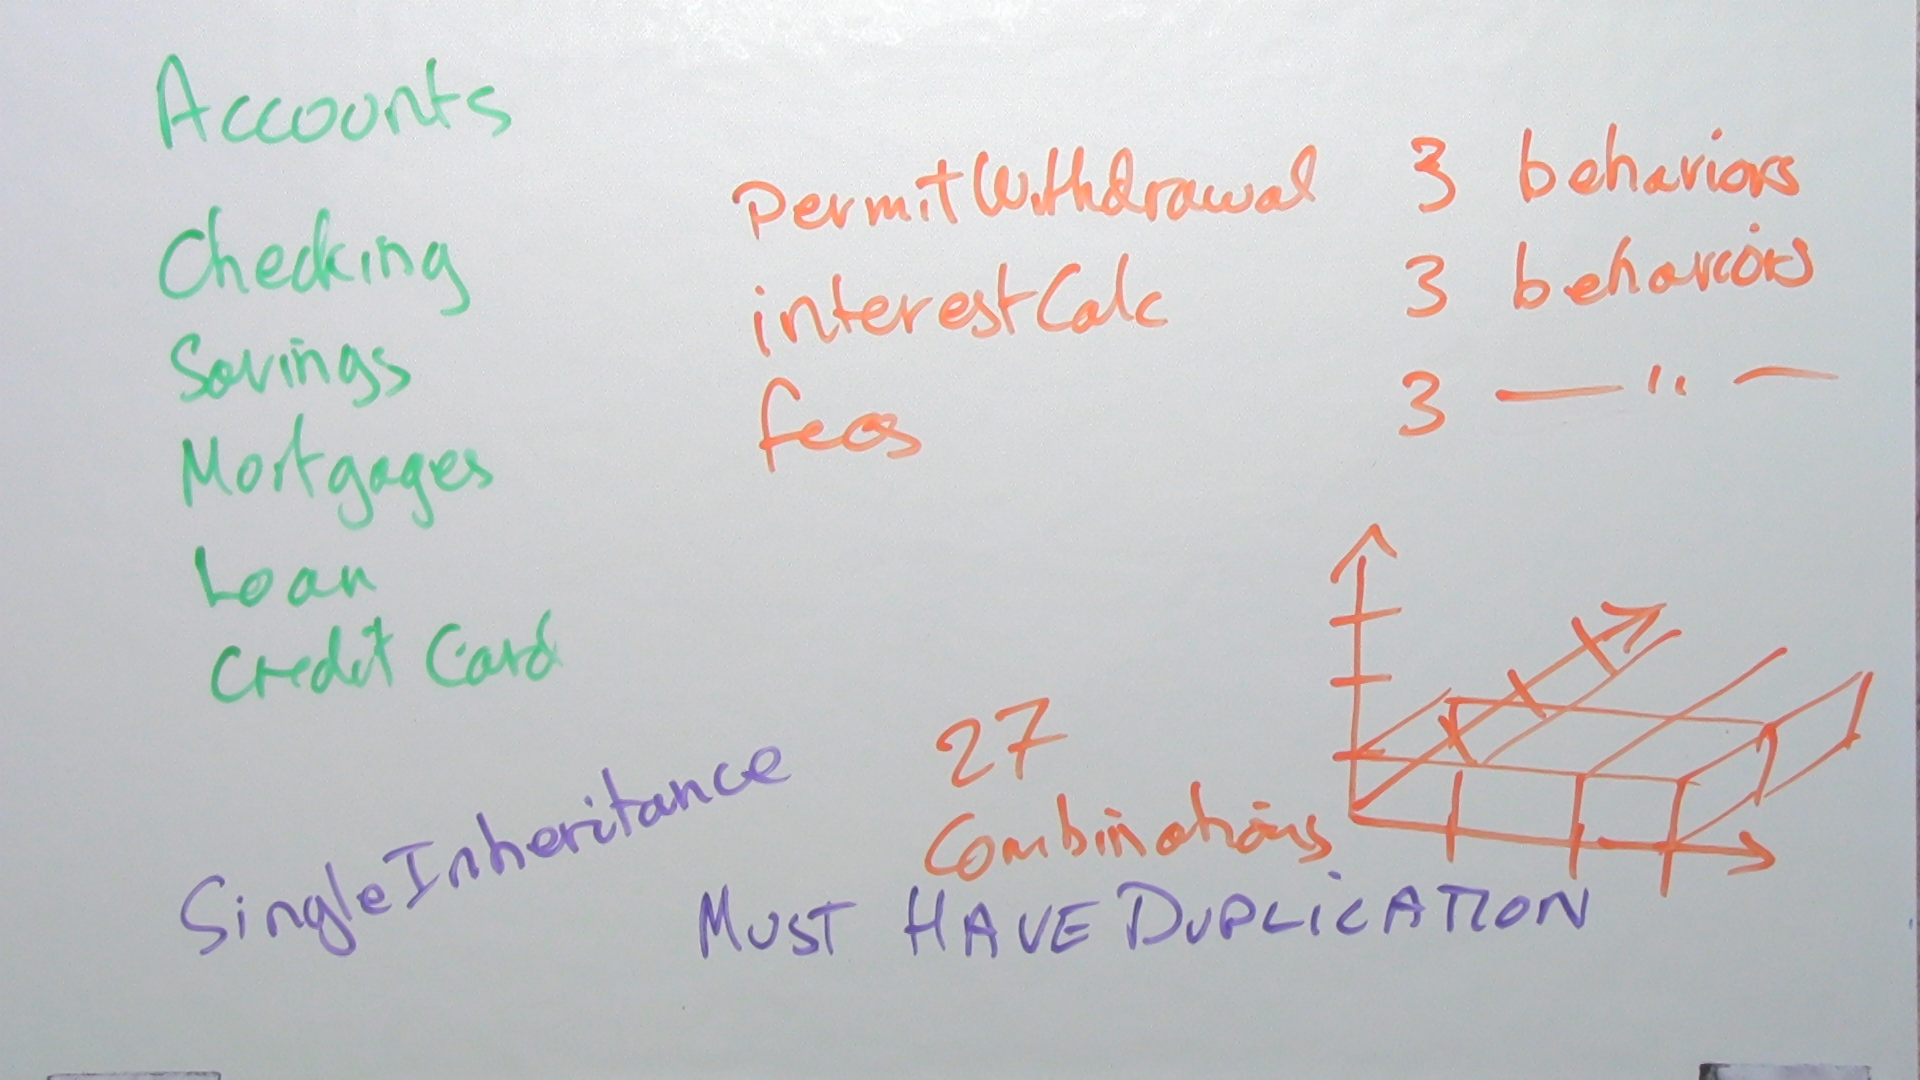 Accounts
Checking
Savings
Mortgages
Loan
Credit Card
permitWithdrawal 3 behaviors
interestCalc 3 behaviors
fees 3 — " —
27
Combinations
SingleInheritance
MUST HAVE DUPLICATION